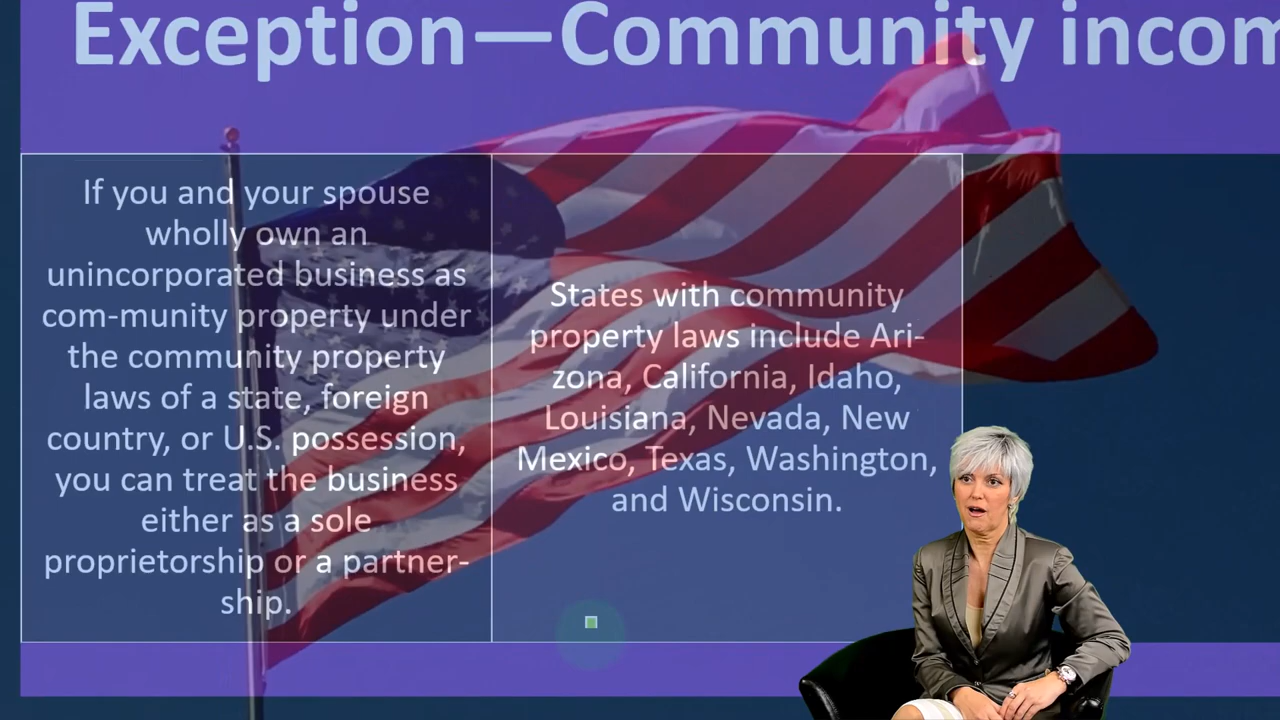 Exception—Community incom
If you and your spouse
wholly own an
unincorporated business as
com-munity property under
the community property
laws of a state, foreign
country, or U.S. possession,
you can treat the business
either as a sole
proprietorship or a partner-
ship.
States with community
property laws include Ari-
zona, California, Idaho,
Louisiana, Nevada, New
Mexico, Texas, Washington,
and Wisconsin.